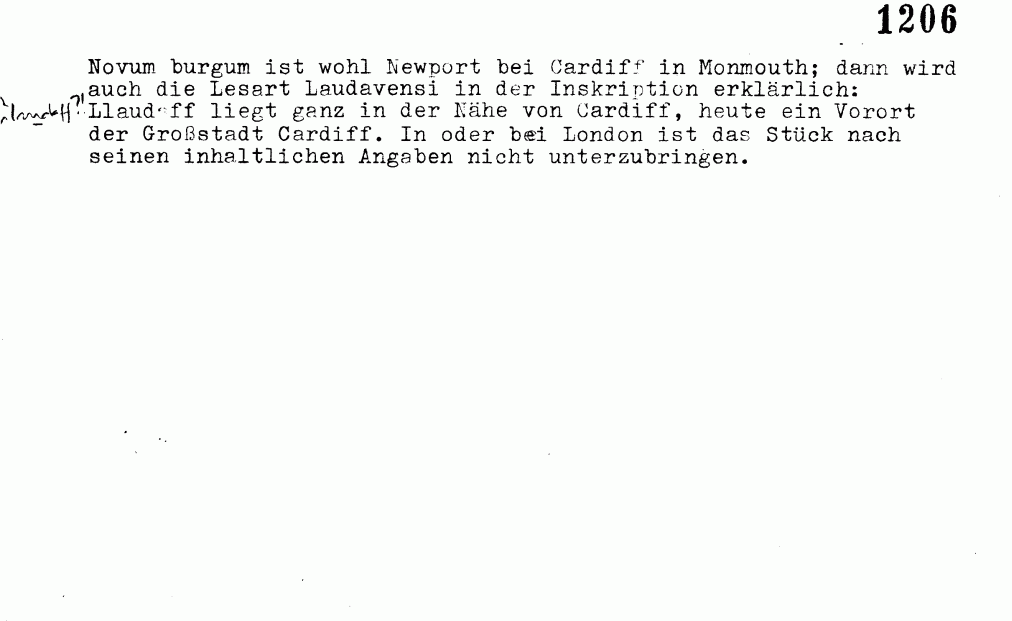 1206
Novum burgum ist wohl Newport bei Cardiff in Monmouth; dann wird
auch die Lesart Laudavensi in der Inskription erklärlich:
Llaudaff liegt ganz in der Nähe von Cardiff, heute ein Vorort
der Großstadt Cardiff. In oder bei London ist das Stück nach
seinen inhaltlichen Angaben nicht unterzubringen.